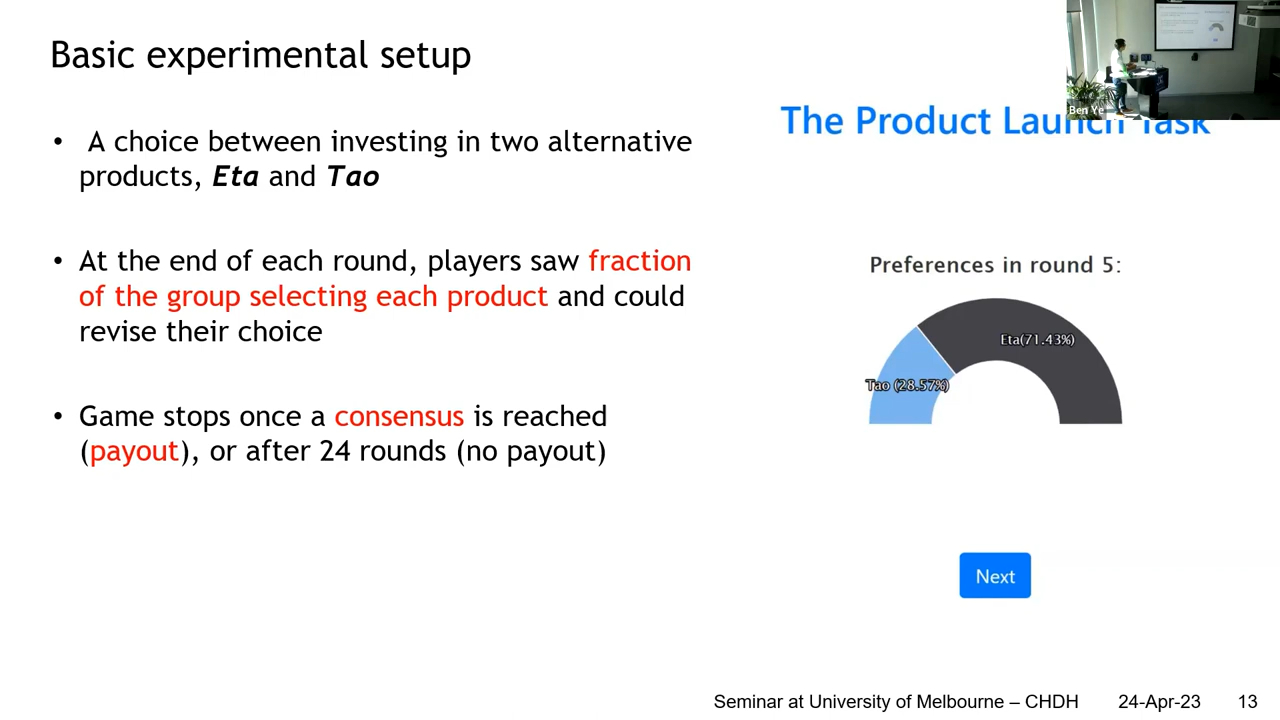 Basic experimental setup
• A choice between investing in two alternative
products, Eta and Tao
• At the end of each round, players saw fraction
of the group selecting each product and could
revise their choice
• Game stops once a consensus is reached
(payout), or after 24 rounds (no payout)
Ben Ye
The Product Launch Task
Preferences in round 5:
Eta(71.43%)
Tao (28.57%)
Next
Seminar at University of Melbourne – CHDH 24-Apr-23 13